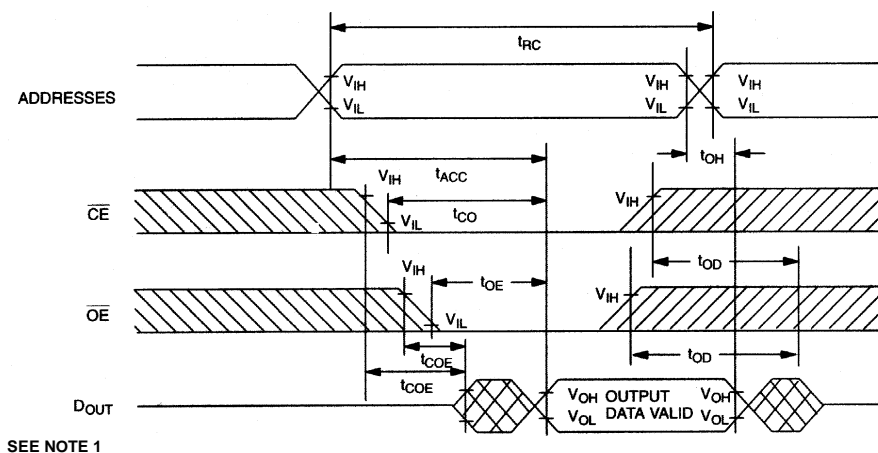 tRC
ADDRESSES
VIH
VIL
VIH
VIL
VIH
VIL
tOH
tACC
tCO
CE
VIH
VIL
VIH
tOD
tOE
OE
VIH
VIL
VIH
tOD
tCOE
tCOE
DOUT
VOH
VOL
OUTPUT
DATA VALID
VOH
VOL
SEE NOTE 1